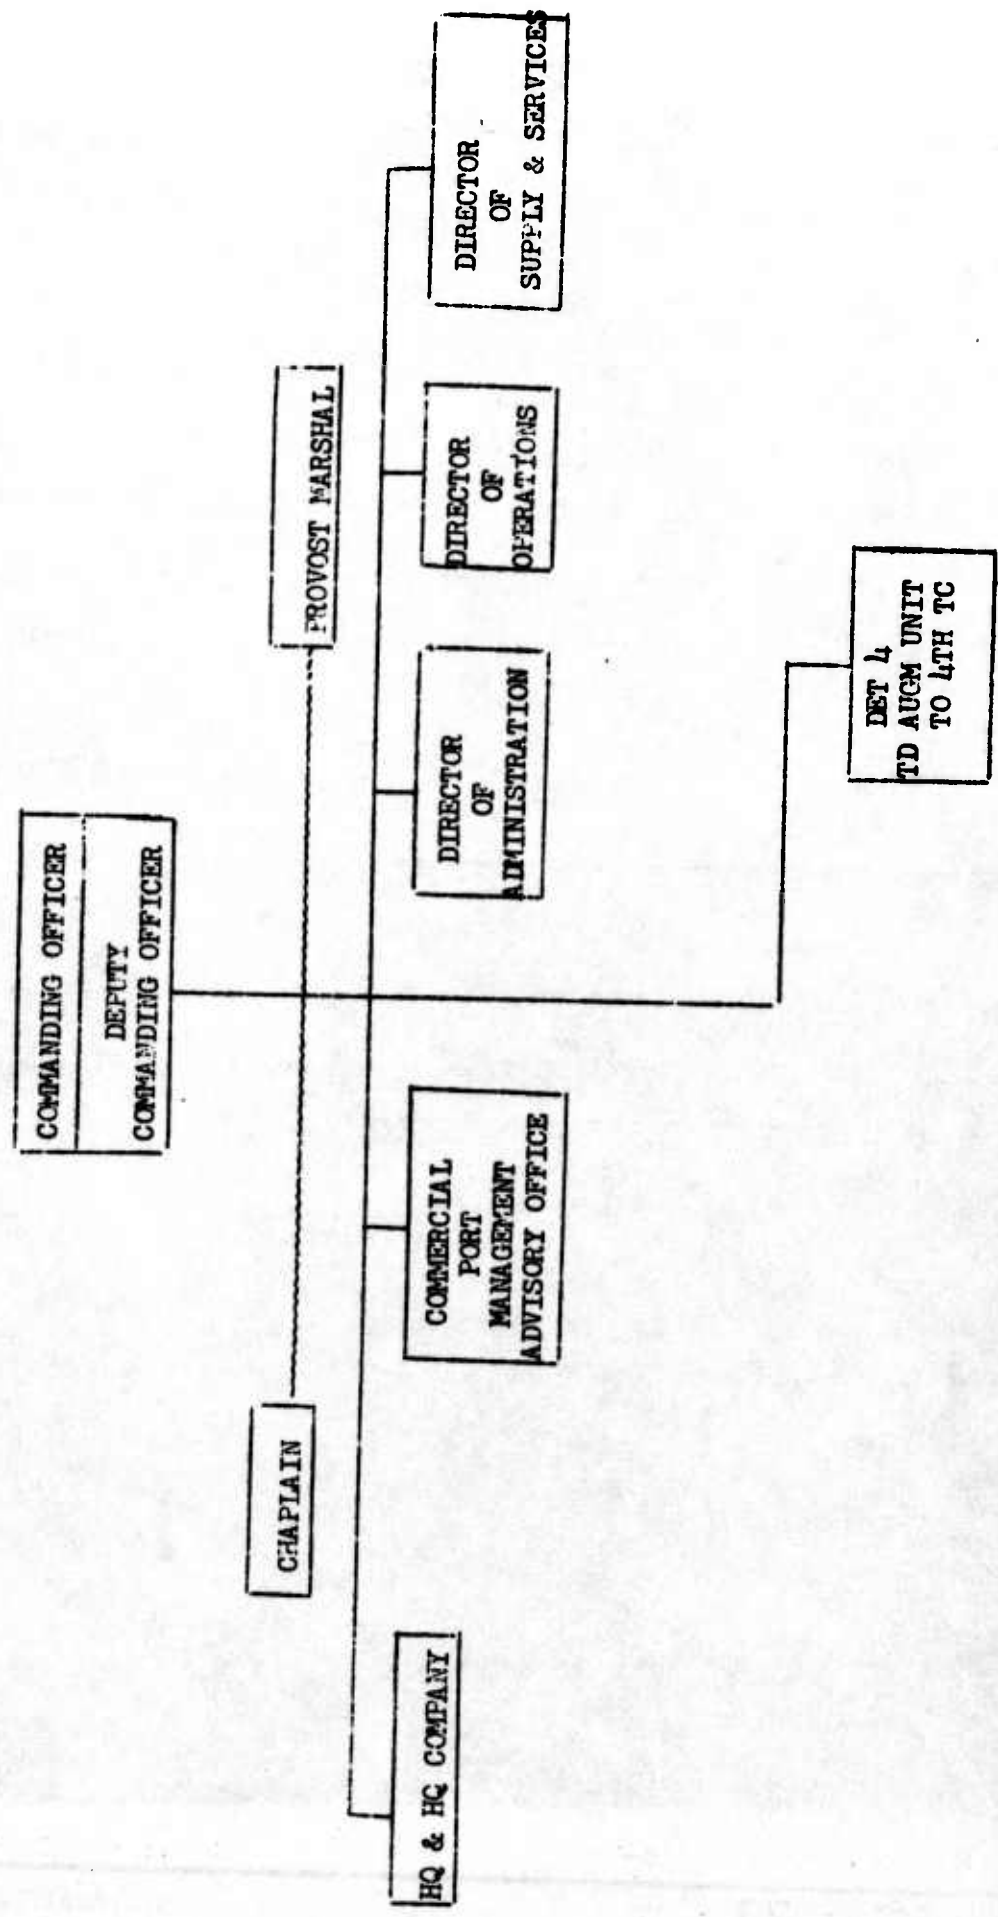 COMMANDING OFFICER
DEPUTY
COMMANDING OFFICER
CHAPLAIN
PROVOST MARSHAL
HQ & HQ COMPANY
COMMERCIAL
PORT
MANAGEMENT
ADVISORY OFFICE
DIRECTOR
OF
ADMINISTRATION
DIRECTOR
OF
OPERATIONS
DIRECTOR
OF
SUPPLY & SERVICES
DET 4
TD AUGM UNIT
TO 4TH TC